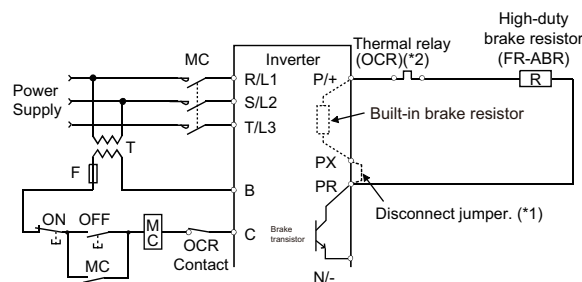 High-duty
brake resistor
(FR-ABR)
Thermal relay
(OCR)(*2)
MC
Inverter
Power
Supply
R/L1
S/L2
T/L3
P/+
R
Built-in brake resistor
T
F
PX
PR
B
Disconnect jumper. (*1)
ON
OFF
MC
C
OCR
Contact
Brake
transistor
MC
N/-